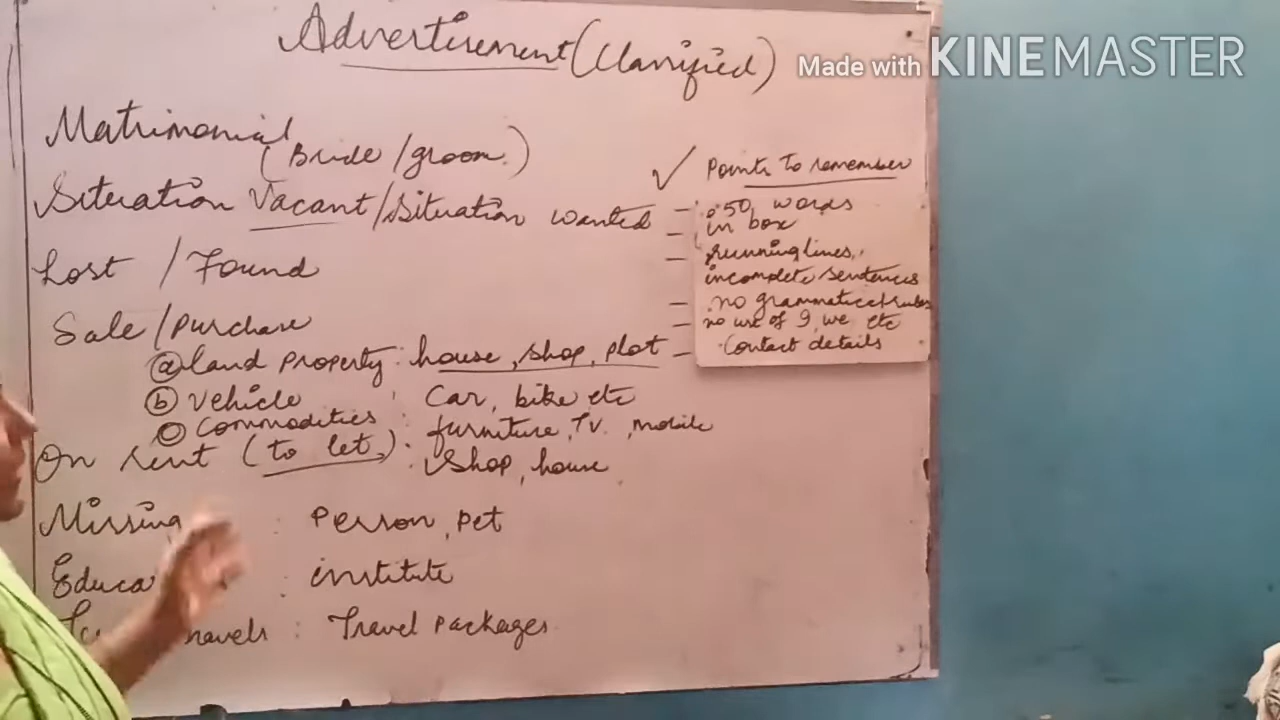 Advertisement (Classified)
Made with KINEMASTER
Matrimonial
(Bride/groom.)
Situation Vacant/Situation wanted
Lost / Found
Sale/purchase
ⓐ land property : house, shop, plot
ⓑ vehicle : Car, bike etc
ⓒ Commodities : furniture, T.V. , mobile
On rent (to let) : Shop, house
Missing : Person, pet
Educa : institute
ravels : Travel Packages
✓ Points to remember
- 50 words
- in box
- running lines,
incomplete sentences
- no grammatical rules
- no use of I, we etc
- Contact details